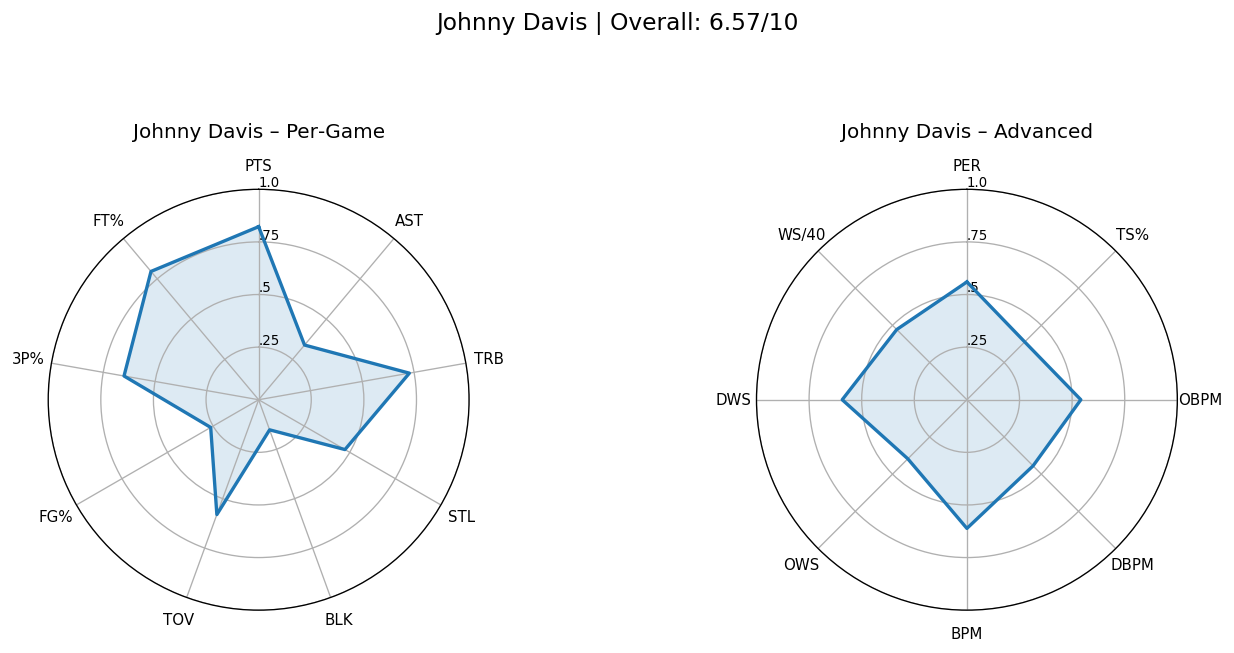 Johnny Davis | Overall: 6.57/10
Johnny Davis – Per-Game
PTS
1.0
.75
.5
.25
AST
TRB
STL
BLK
TOV
FG%
3P%
FT%
Johnny Davis – Advanced
PER
1.0
.75
.5
.25
TS%
OBPM
DBPM
BPM
OWS
DWS
WS/40